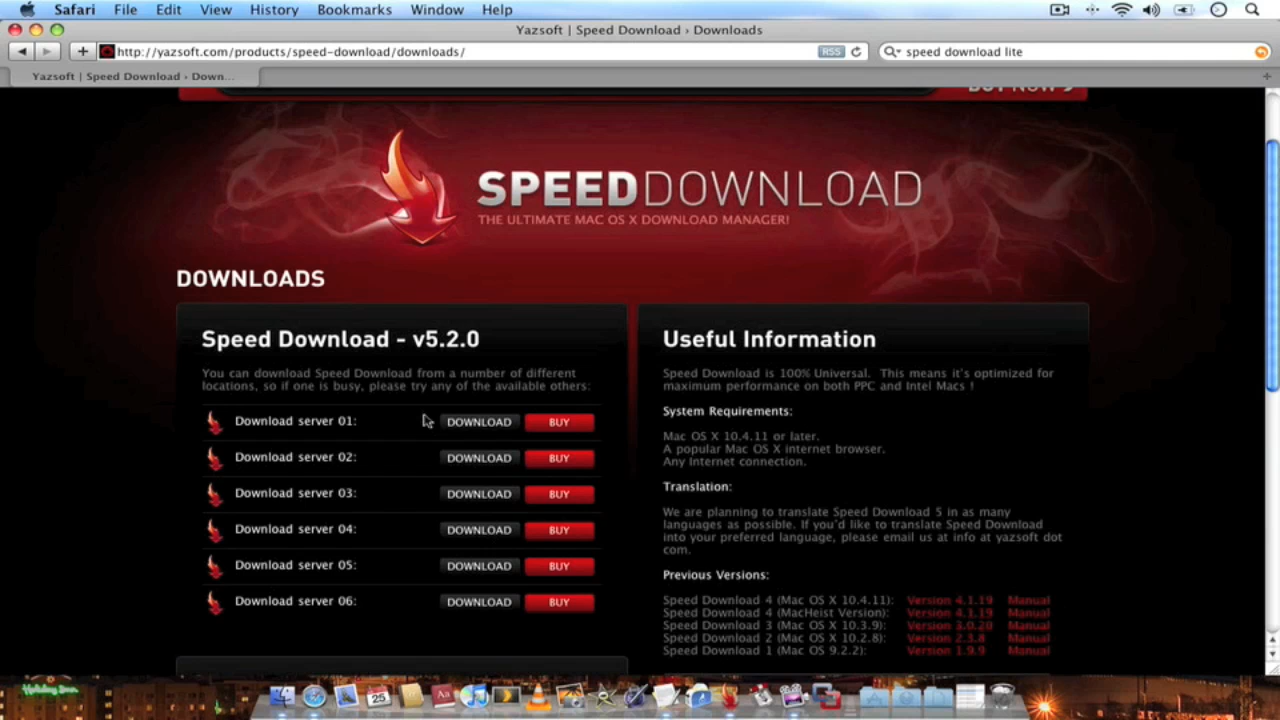 Safari File Edit View History Bookmarks Window Help
Yazsoft | Speed Download › Downloads
http://yazsoft.com/products/speed-download/downloads/
RSS
speed download lite
Yazsoft | Speed Download › Down...
BUY NOW
SPEEDDOWNLOAD
THE ULTIMATE MAC OS X DOWNLOAD MANAGER!
DOWNLOADS
Speed Download - v5.2.0
You can download Speed Download from a number of different
locations, so if one is busy, please try any of the available others:
Download server 01: DOWNLOAD BUY
Download server 02: DOWNLOAD BUY
Download server 03: DOWNLOAD BUY
Download server 04: DOWNLOAD BUY
Download server 05: DOWNLOAD BUY
Download server 06: DOWNLOAD BUY
Useful Information
Speed Download is 100% Universal. This means it's optimized for
maximum performance on both PPC and Intel Macs !
System Requirements:
Mac OS X 10.4.11 or later.
A popular Mac OS X internet browser.
Any Internet connection.
Translation:
We are planning to translate Speed Download 5 in as many
languages as possible. If you'd like to translate Speed Download
into your preferred language, please email us at info at yazsoft dot
com.
Previous Versions:
Speed Download 4 (Mac OS X 10.4.11): Version 4.1.19 Manual
Speed Download 4 (MacHeist Version): Version 4.1.19 Manual
Speed Download 3 (Mac OS X 10.3.9): Version 3.0.20 Manual
Speed Download 2 (Mac OS X 10.2.8): Version 2.3.8 Manual
Speed Download 1 (Mac OS 9.2.2): Version 1.9.9 Manual
25
Aa